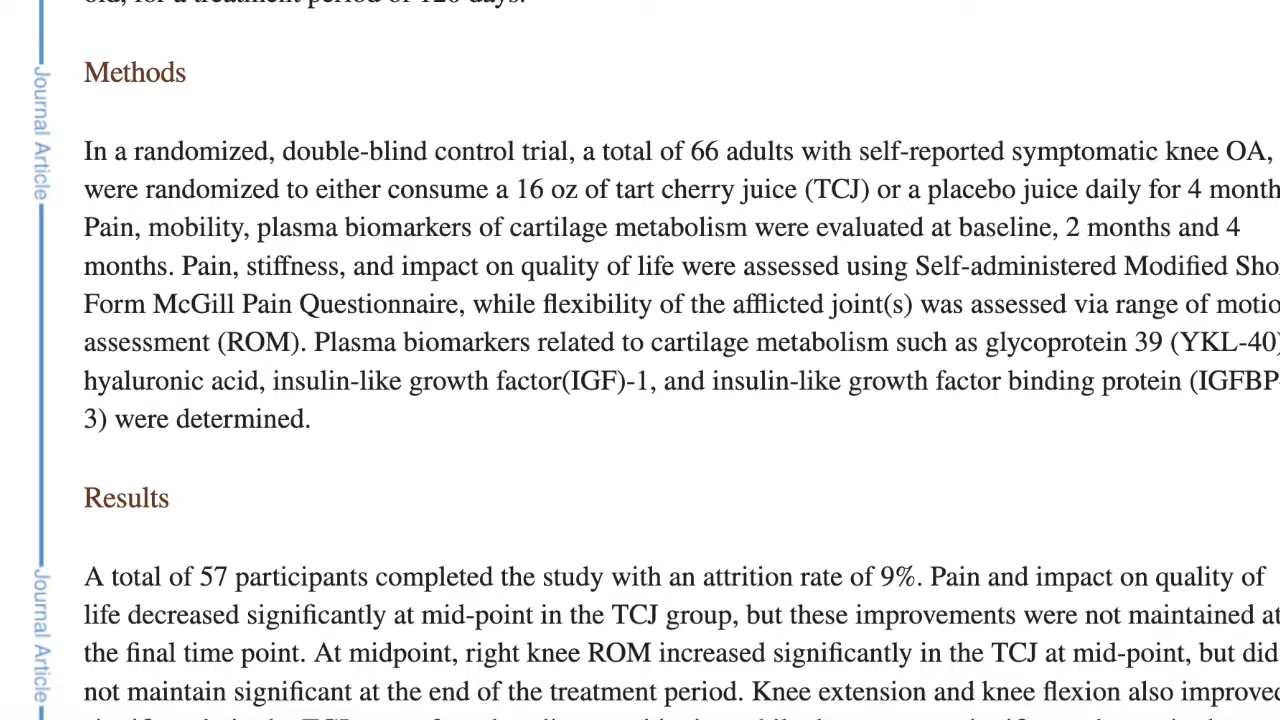 old, for a treatment period of 120 days.
Methods
In a randomized, double-blind control trial, a total of 66 adults with self-reported symptomatic knee OA,
were randomized to either consume a 16 oz of tart cherry juice (TCJ) or a placebo juice daily for 4 month
Pain, mobility, plasma biomarkers of cartilage metabolism were evaluated at baseline, 2 months and 4
months. Pain, stiffness, and impact on quality of life were assessed using Self-administered Modified Sho
Form McGill Pain Questionnaire, while flexibility of the afflicted joint(s) was assessed via range of motio
assessment (ROM). Plasma biomarkers related to cartilage metabolism such as glycoprotein 39 (YKL-40)
hyaluronic acid, insulin-like growth factor(IGF)-1, and insulin-like growth factor binding protein (IGFBP-
3) were determined.
Results
A total of 57 participants completed the study with an attrition rate of 9%. Pain and impact on quality of
life decreased significantly at mid-point in the TCJ group, but these improvements were not maintained at
the final time point. At midpoint, right knee ROM increased significantly in the TCJ at mid-point, but did
not maintain significant at the end of the treatment period. Knee extension and knee flexion also improved
Journal Article
Journal Article